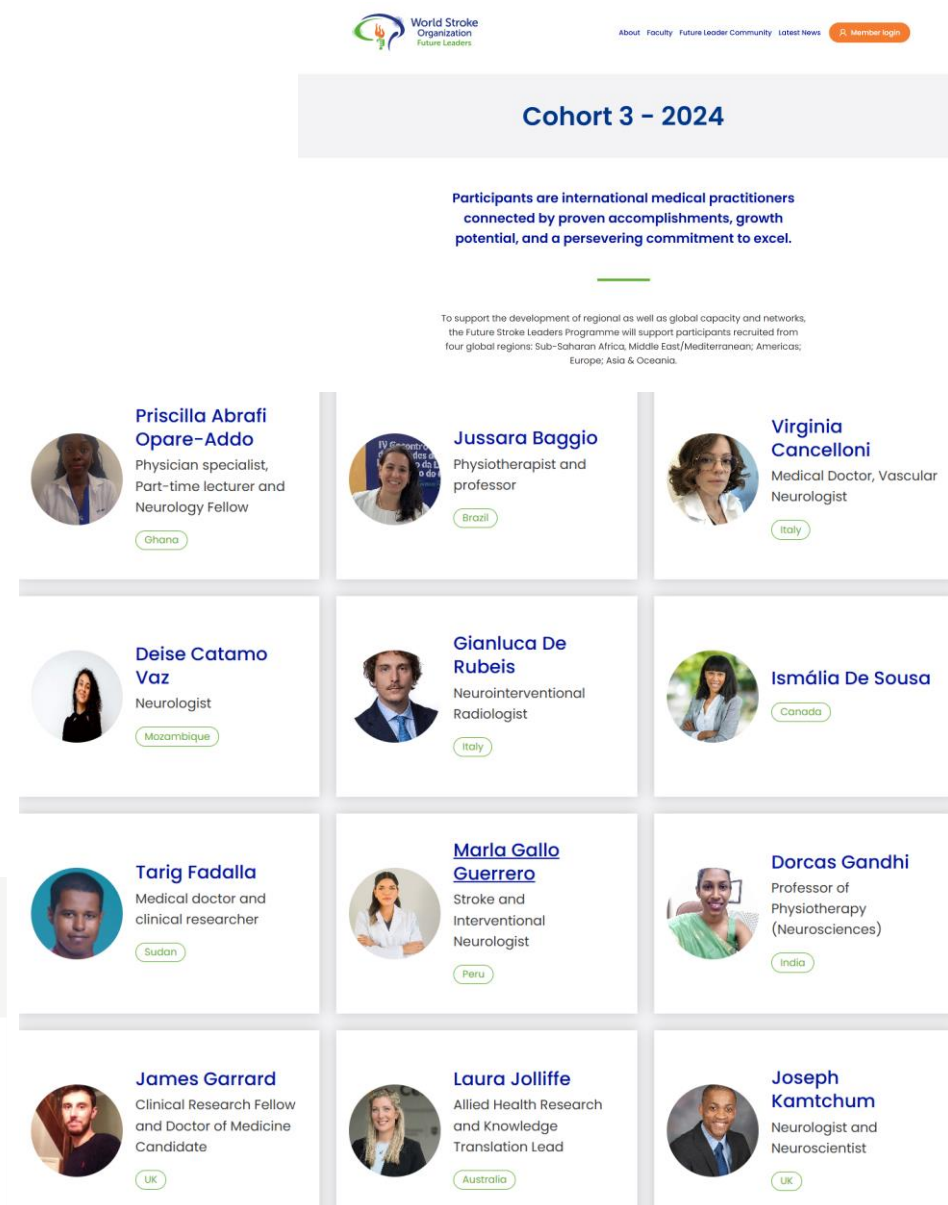 World Stroke
Organization
Future Leaders
About Faculty Future Leader Community Latest News Member login
Cohort 3 - 2024
Participants are international medical practitioners
connected by proven accomplishments, growth
potential, and a persevering commitment to excel.
To support the development of regional as well as global capacity and networks,
the Future Stroke Leaders Programme will support participants recruited from
four global regions: Sub-Saharan Africa, Middle East/Mediterranean; Americas;
Europe; Asia & Oceania.
Priscilla Abrafi
Opare-Addo
Physician specialist,
Part-time lecturer and
Neurology Fellow
Ghana
Jussara Baggio
Physiotherapist and
professor
Brazil
Virginia
Cancelloni
Medical Doctor, Vascular
Neurologist
Italy
Deise Catamo
Vaz
Neurologist
Mozambique
Gianluca De
Rubeis
Neurointerventional
Radiologist
Italy
Ismália De Sousa
Canada
Tarig Fadalla
Medical doctor and
clinical researcher
Sudan
Marla Gallo
Guerrero
Stroke and
Interventional
Neurologist
Peru
Dorcas Gandhi
Professor of
Physiotherapy
(Neurosciences)
India
James Garrard
Clinical Research Fellow
and Doctor of Medicine
Candidate
UK
Laura Jolliffe
Allied Health Research
and Knowledge
Translation Lead
Australia
Joseph
Kamtchum
Neurologist and
Neuroscientist
UK